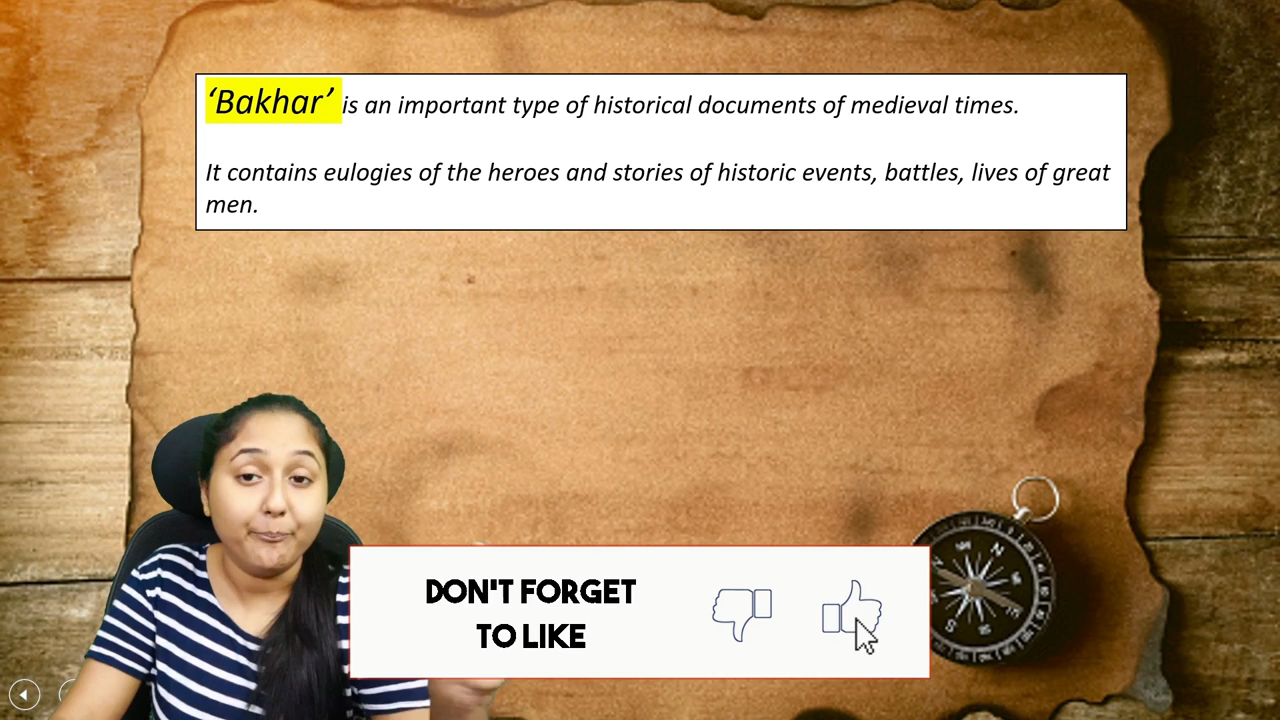 ‘Bakhar’ is an important type of historical documents of medieval times.
It contains eulogies of the heroes and stories of historic events, battles, lives of great
men.
DON'T FORGET
TO LIKE